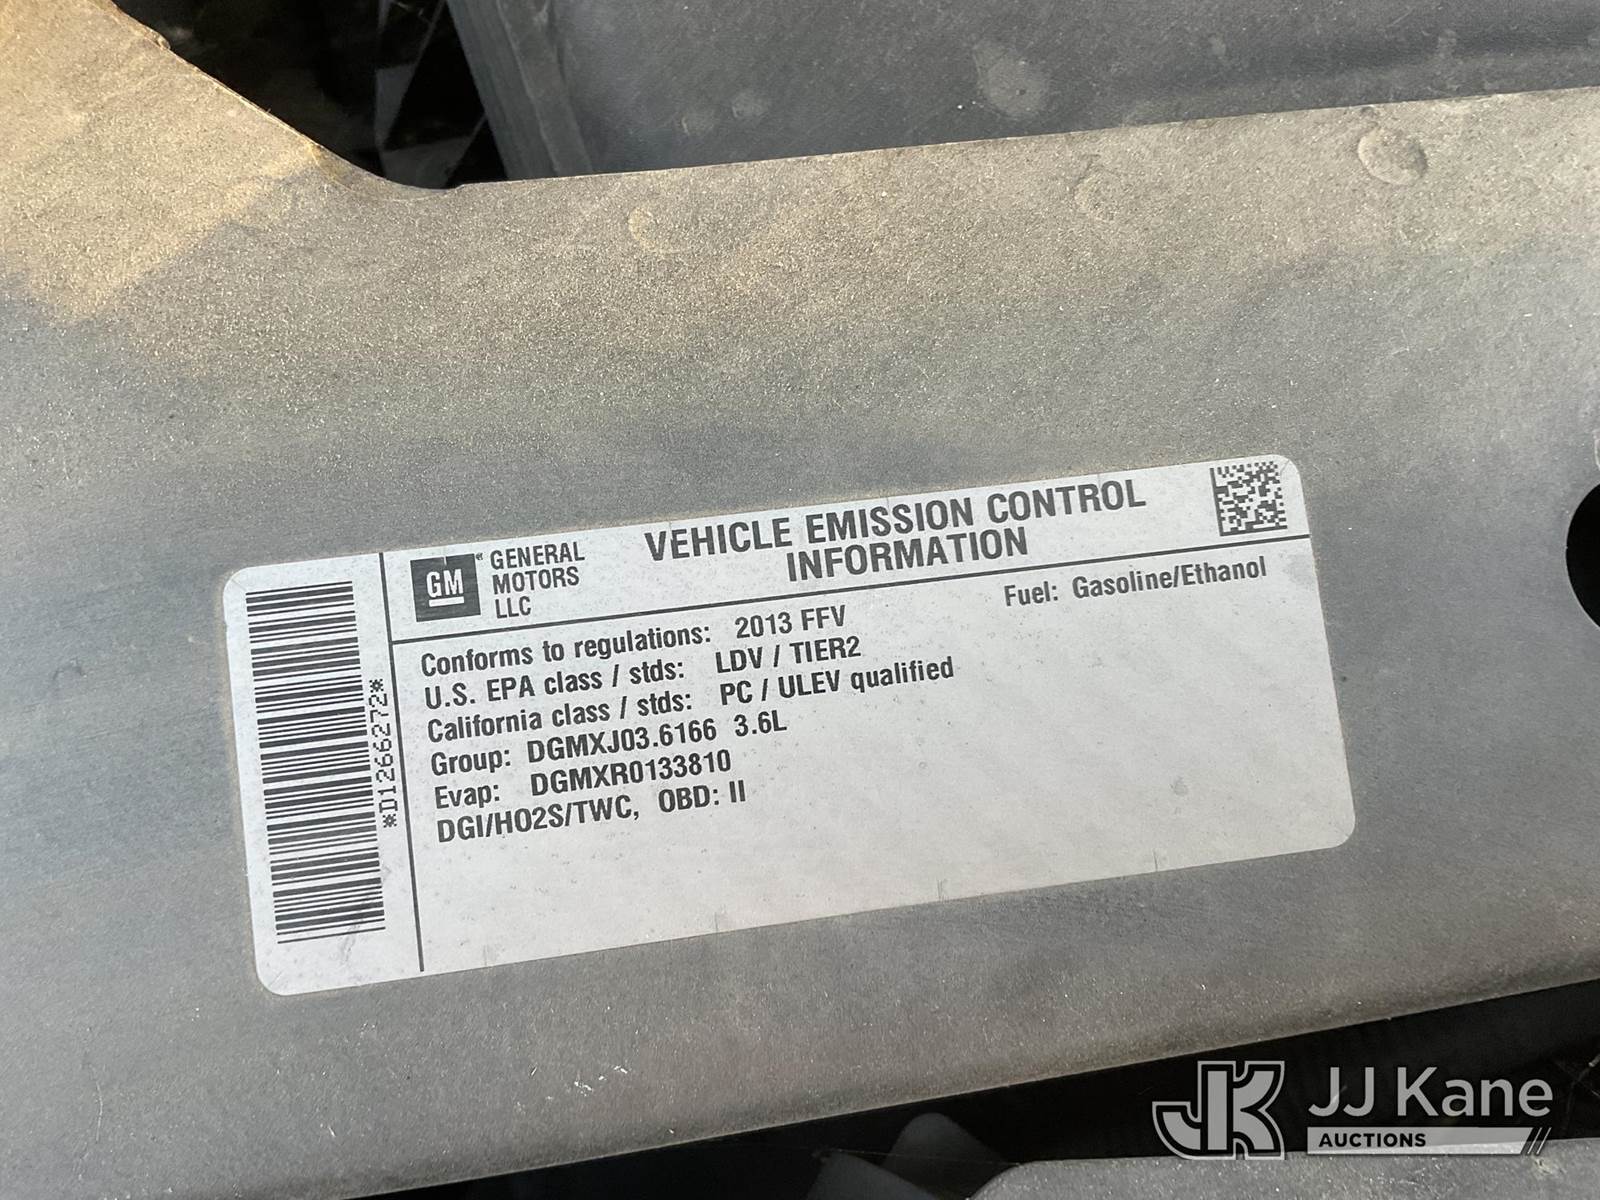 GM
GENERAL
MOTORS
LLC
VEHICLE EMISSION CONTROL
INFORMATION
Fuel: Gasoline/Ethanol
Conforms to regulations: 2013 FFV
U.S. EPA class / stds: LDV / TIER2
California class / stds: PC / ULEV qualified
Group: DGMXJ03.6166 3.6L
Evap: DGMXR0133810
DGI/HO2S/TWC, OBD: II
*D12666272*
JK JJ Kane
AUCTIONS